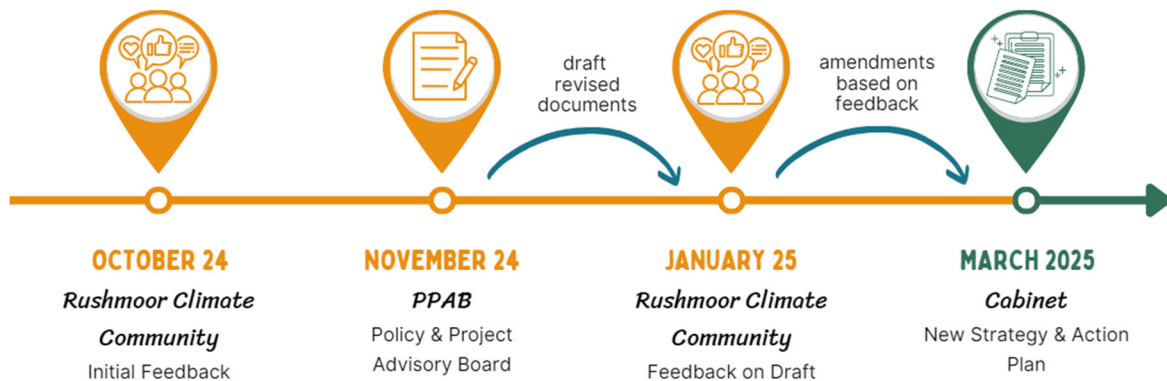 draft
revised
documents
amendments
based on
feedback
OCTOBER 24
Rushmoor Climate
Community
Initial Feedback
NOVEMBER 24
PPAB
Policy & Project
Advisory Board
JANUARY 25
Rushmoor Climate
Community
Feedback on Draft
MARCH 2025
Cabinet
New Strategy & Action
Plan